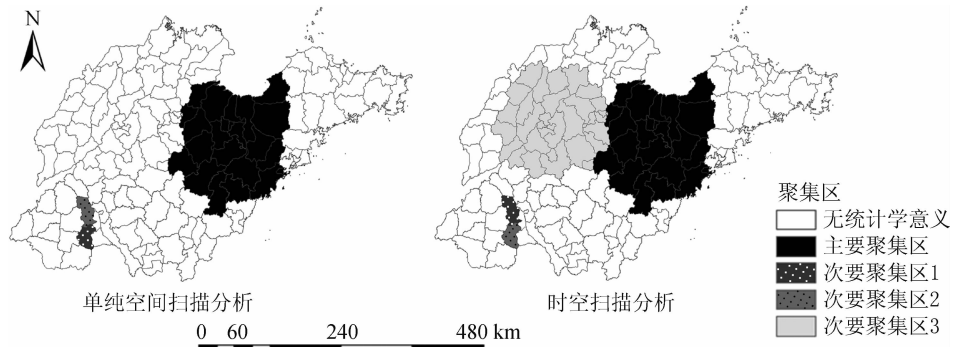 N
聚集区
无统计学意义
主要聚集区
次要聚集区1
次要聚集区2
次要聚集区3
单纯空间扫描分析
时空扫描分析
0 60 240 480 km